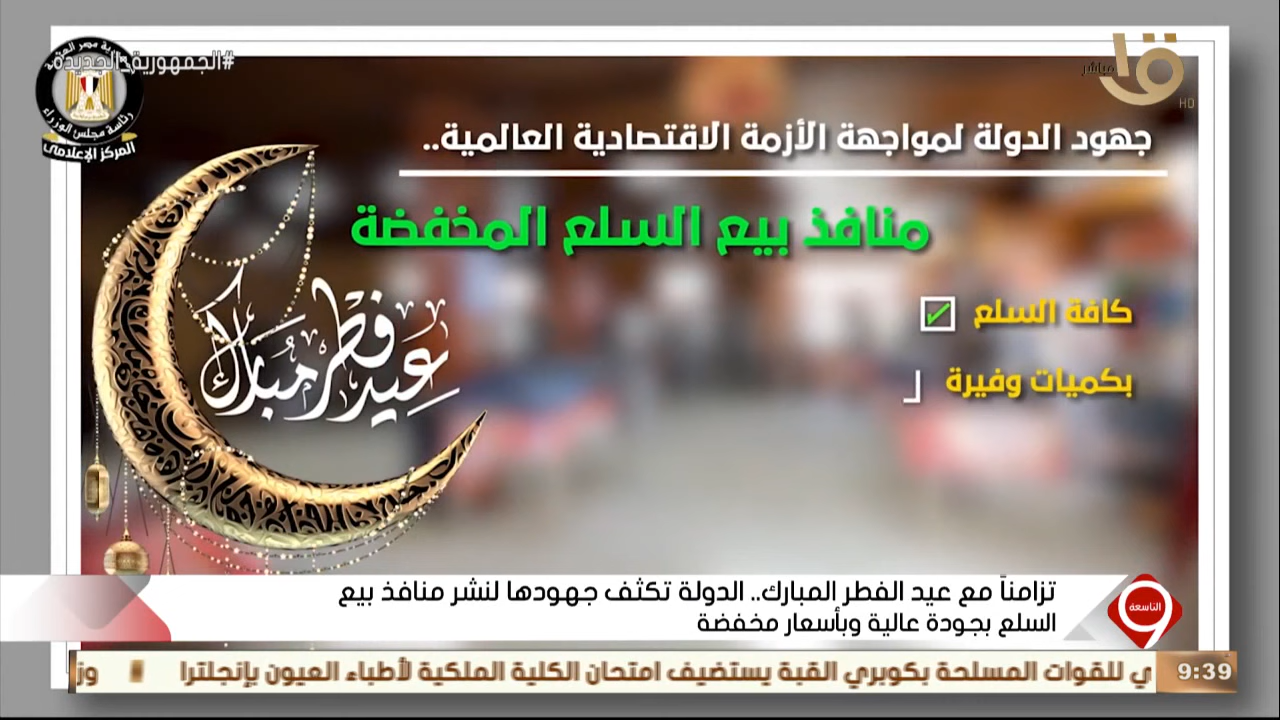 #الجمهورية_الجديدة
رئاسة مجلس الوزراء
المركز الإعلامى
مباشر
HD
جهود الدولة لمواجهة الأزمة الاقتصادية العالمية..
منافذ بيع السلع المخفضة
كافة السلع
بكميات وفيرة
عيد فطر مبارك
تزامناً مع عيد الفطر المبارك.. الدولة تكثف جهودها لنشر منافذ بيع
السلع بجودة عالية وبأسعار مخفضة
التاسعة
9
9:39
ي للقوات المسلحة بكوبري القبة يستضيف امتحان الكلية الملكية لأطباء العيون بإنجلترا